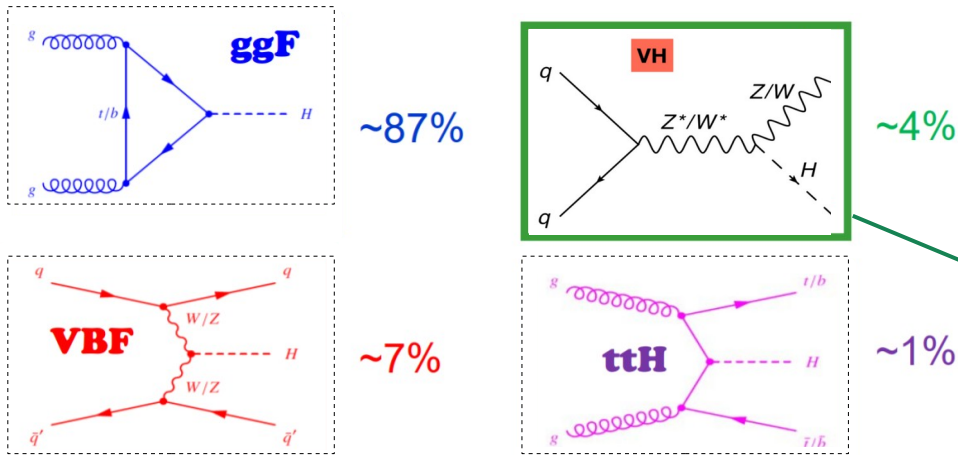 g
ggF
t/b
H
g
~87%
VH
q
Z/W
Z*/W*
H
q
~4%
q
q
W/Z
VBF
H
W/Z
q̄'
q̄'
~7%
g
t/b
ttH
H
g
t̄/b̄
~1%